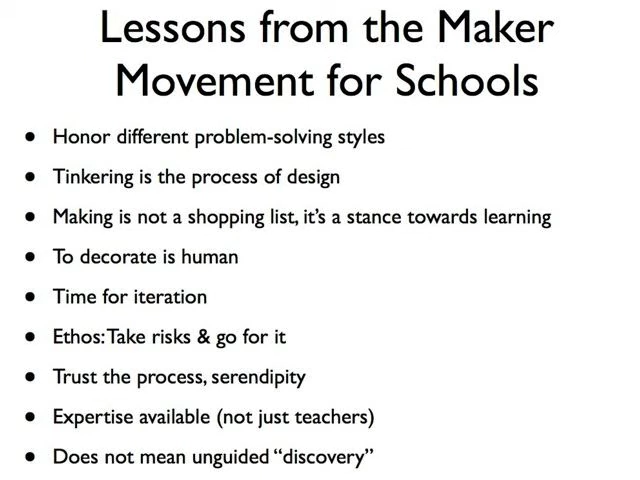 Lessons from the Maker
Movement for Schools
• Honor different problem-solving styles
• Tinkering is the process of design
• Making is not a shopping list, it's a stance towards learning
• To decorate is human
• Time for iteration
• Ethos: Take risks & go for it
• Trust the process, serendipity
• Expertise available (not just teachers)
• Does not mean unguided “discovery”